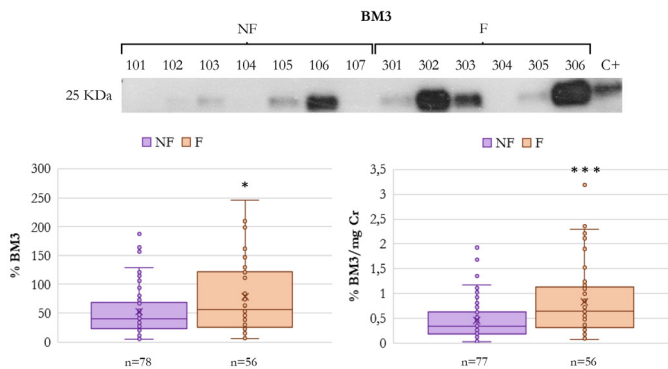 BM3
NF F
101 102 103 104 105 106 107 301 302 303 304 305 306 C+
25 KDa
NF F
300
250
200
150
100
50
0
% BM3
*
n=78 n=56
NF F
3,5
3
2,5
2
1,5
1
0,5
0
% BM3/mg Cr
***
n=77 n=56